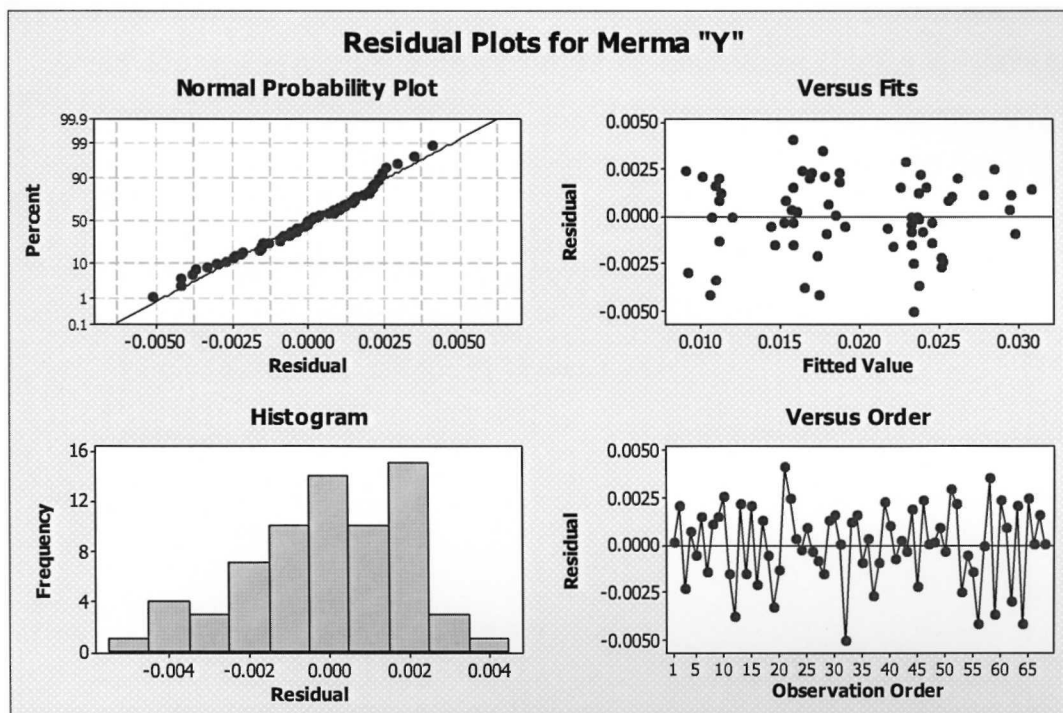 Residual Plots for Merma "Y"
Normal Probability Plot
99.9
99
90
50
10
1
0.1
Percent
-0.0050 -0.0025 0.0000 0.0025 0.0050
Residual
Versus Fits
0.0050
0.0025
0.0000
-0.0025
-0.0050
Residual
0.010 0.015 0.020 0.025 0.030
Fitted Value
Histogram
16
12
8
4
0
Frequency
-0.004 -0.002 0.000 0.002 0.004
Residual
Versus Order
0.0050
0.0025
0.0000
-0.0025
-0.0050
Residual
1 5 10 15 20 25 30 35 40 45 50 55 60 65
Observation Order